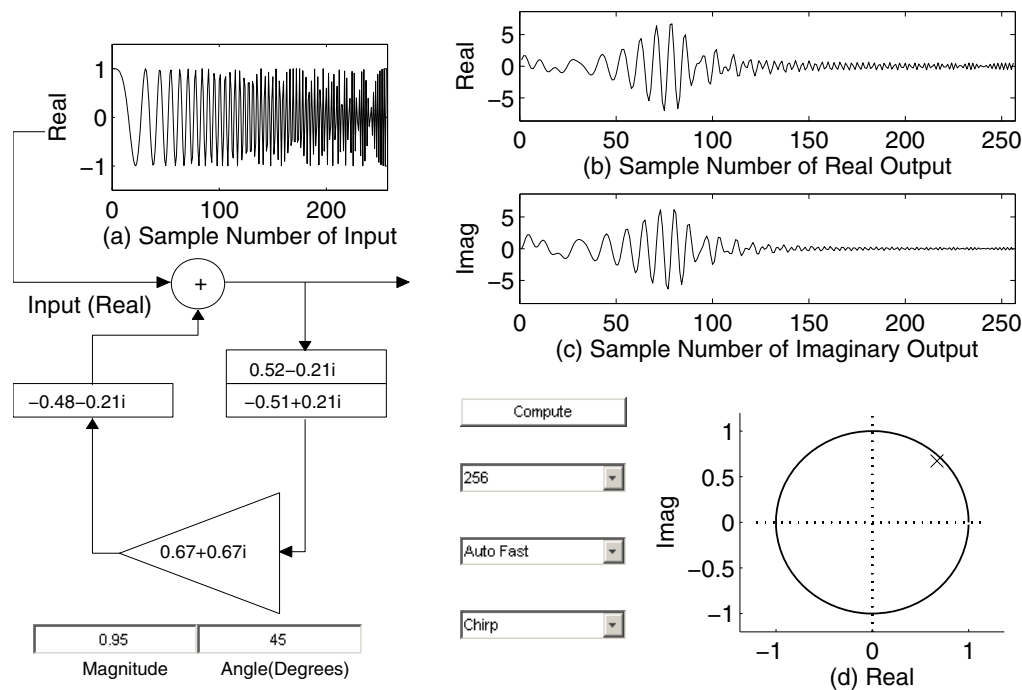 Real
1
0
−1
0
100
200
(a) Sample Number of Input
Real
5
0
−5
0
50
100
150
200
250
(b) Sample Number of Real Output
Imag
5
0
−5
0
50
100
150
200
250
(c) Sample Number of Imaginary Output
+
Input (Real)
0.52−0.21i
−0.51+0.21i
−0.48−0.21i
0.67+0.67i
0.95
45
Magnitude
Angle(Degrees)
Compute
256
Auto Fast
Chirp
Imag
1
0.5
0
−0.5
−1
−1
0
1
(d) Real